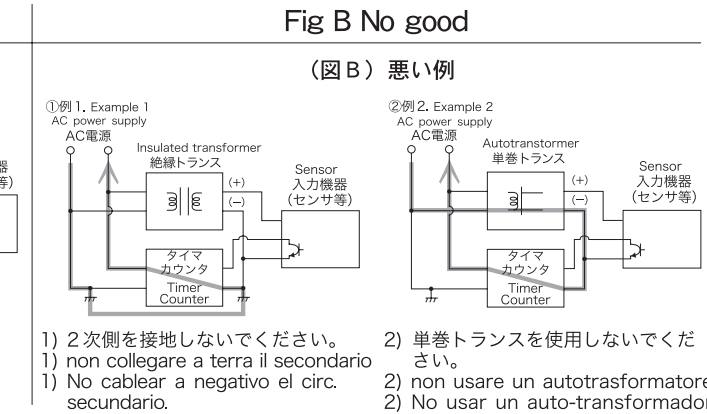 Fig B No good
(図B) 悪い例
器
等)
①例1. Example 1
AC power supply
AC電源
Insulated transformer
絶縁トランス
(+)
(−)
Sensor
入力機器
(センサ等)
タイマ
カウンタ
Timer
Counter
②例2. Example 2
AC power supply
AC電源
Autotranstormer
単巻トランス
(+)
(−)
Sensor
入力機器
(センサ等)
タイマ
カウンタ
Timer
Counter
1) 2次側を接地しないでください。
1) non collegare a terra il secondario
1) No cablear a negativo el circ.
secundario.
2) 単巻トランスを使用しないでくだ
さい。
2) non usare un autotrasformatore
2) No usar un auto-transformador